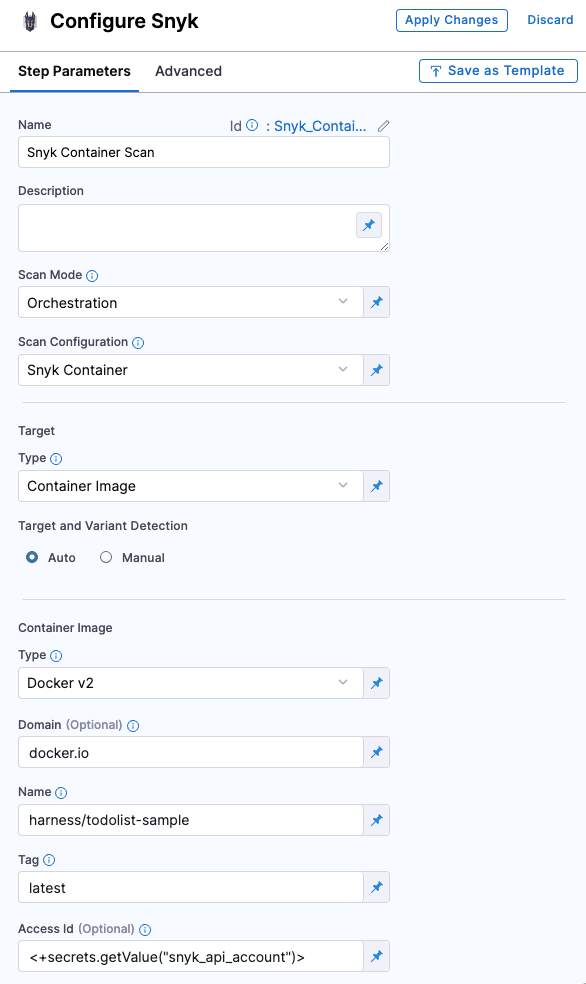 Configure Snyk
Apply Changes
Discard
Step Parameters
Advanced
Save as Template
Name
Id : Snyk_Contai...
Snyk Container Scan
Description
Scan Mode
Orchestration
Scan Configuration
Snyk Container
Target
Type
Container Image
Target and Variant Detection
Auto
Manual
Container Image
Type
Docker v2
Domain (Optional)
docker.io
Name
harness/todolist-sample
Tag
latest
Access Id (Optional)
<+secrets.getValue("snyk_api_account")>